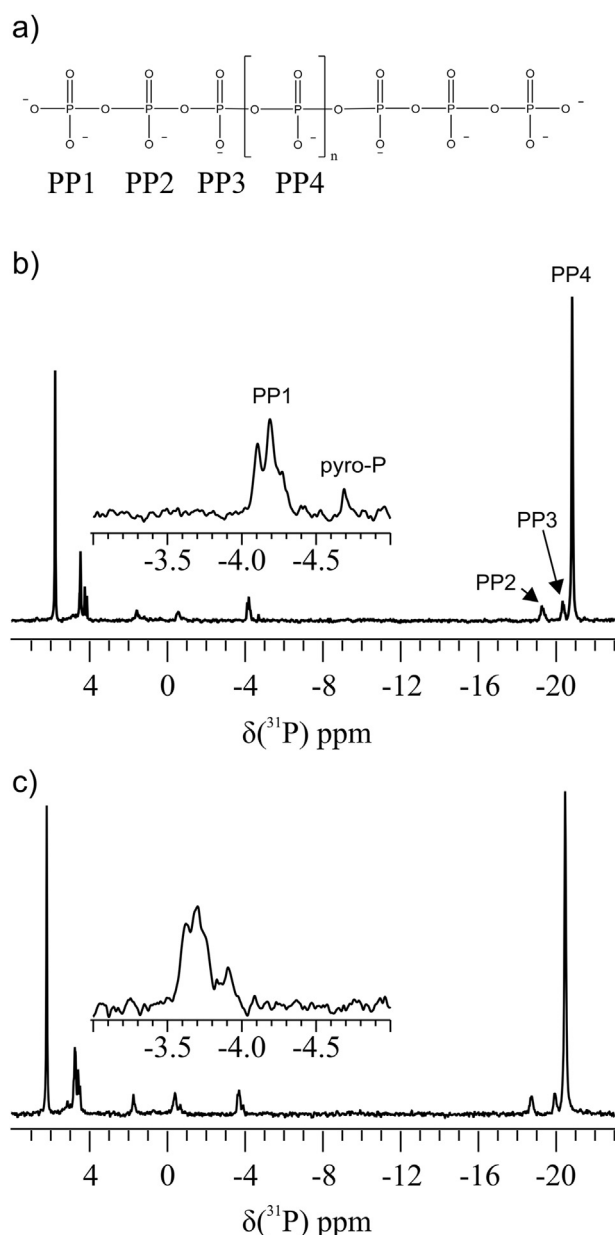 a)
O O O O O O O
⁻O P O P O P O P O P O P O P O ⁻
O⁻ O⁻ O O⁻ n O O⁻ O⁻
⁻ ⁻
PP1 PP2 PP3 PP4
b)
PP4
PP1
pyro-P
PP3
PP2
-3.5 -4.0 -4.5
4 0 -4 -8 -12 -16 -20
δ(³¹P) ppm
c)
-3.5 -4.0 -4.5
4 0 -4 -8 -12 -16 -20
δ(³¹P) ppm